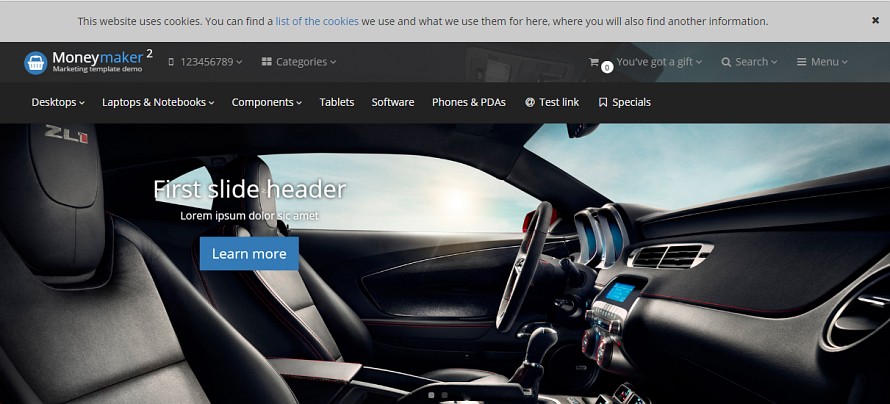 This website uses cookies. You can find a list of the cookies we use and what we use them for here, where you will also find another information.
Moneymaker 2
Marketing template demo
123456789
Categories
0
You've got a gift
Search
Menu
Desktops
Laptops & Notebooks
Components
Tablets
Software
Phones & PDAs
@ Test link
Specials
ZL1
First slide header
Lorem ipsum dolor sic amet
Learn more